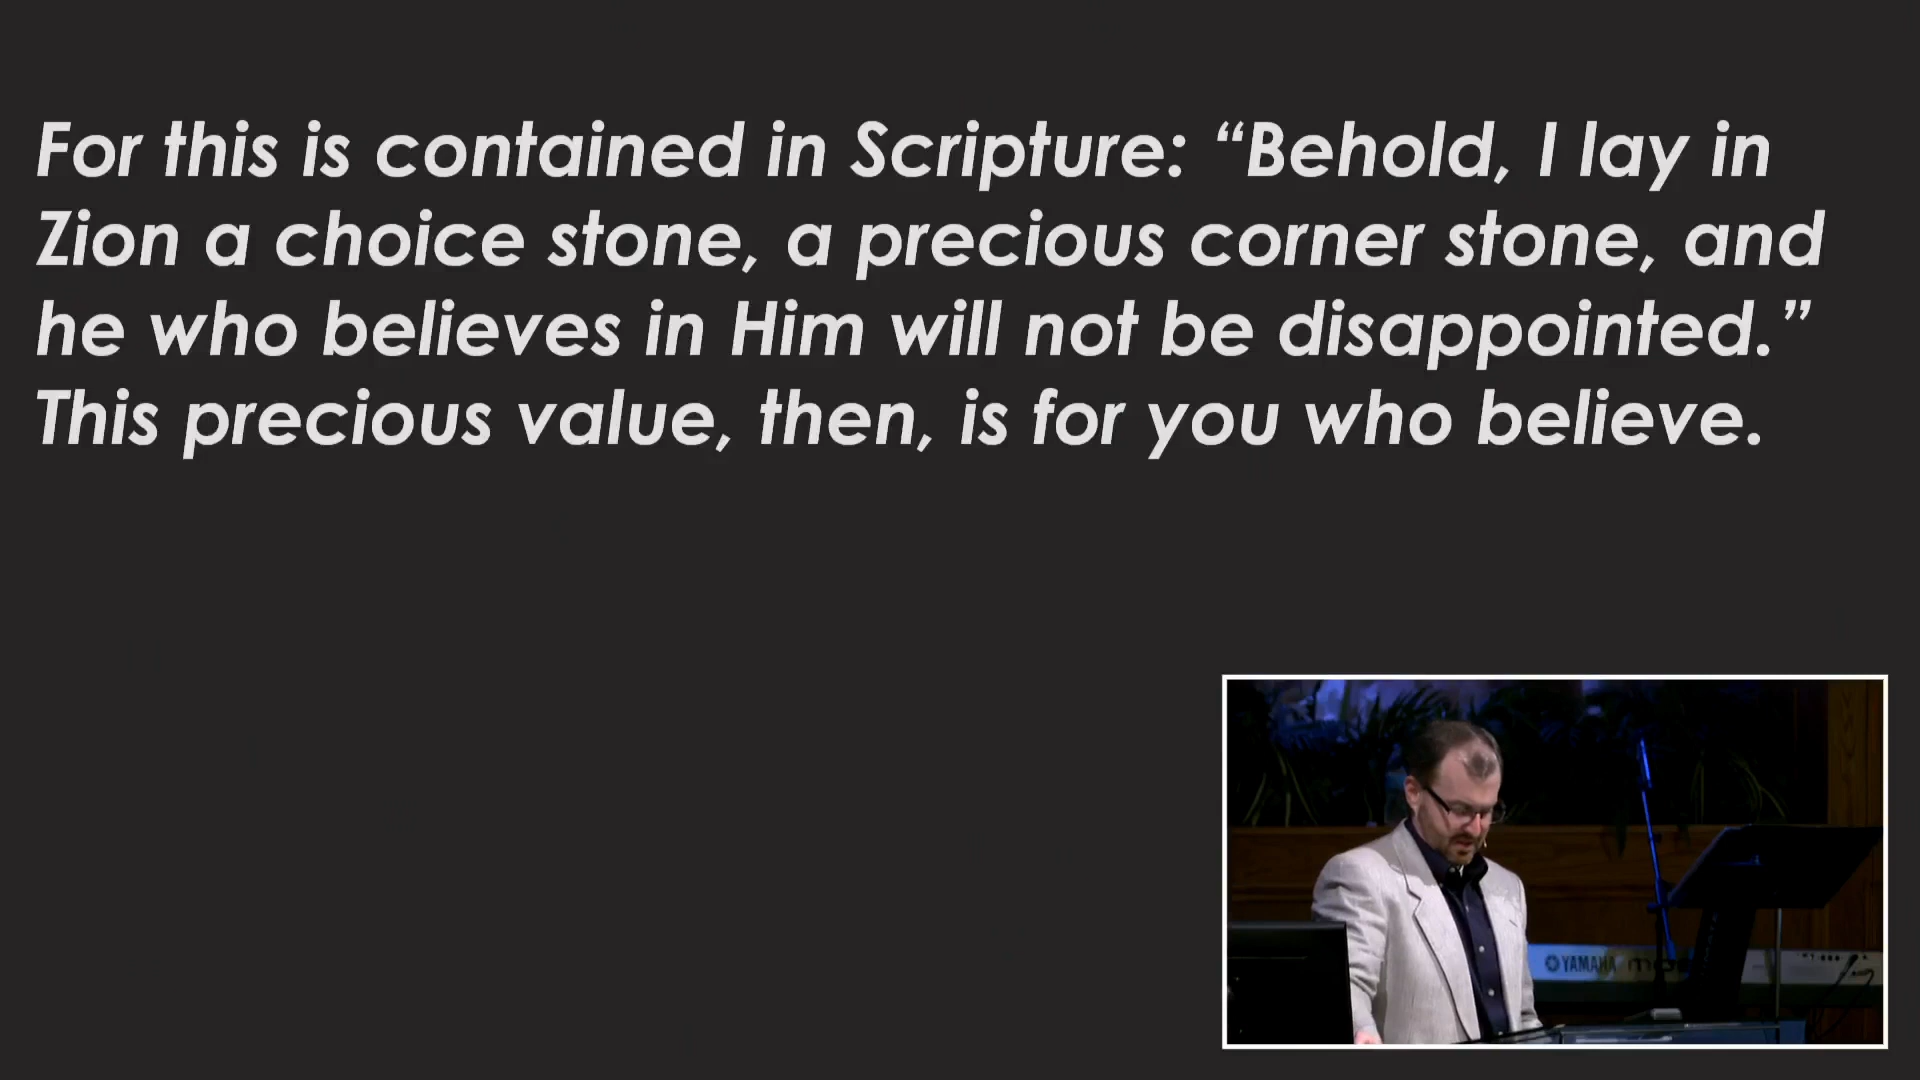 For this is contained in Scripture: “Behold, I lay in
Zion a choice stone, a precious corner stone, and
he who believes in Him will not be disappointed.”
This precious value, then, is for you who believe.
YAMAHA